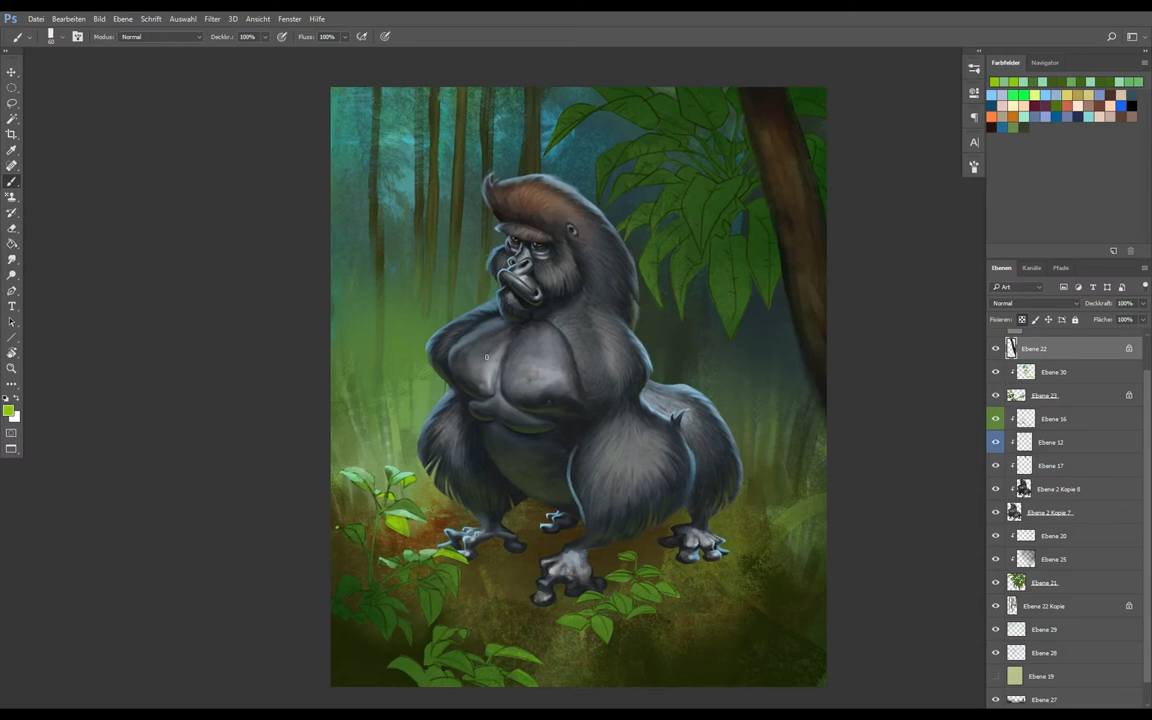 Ps Datei Bearbeiten Bild Ebene Schrift Auswahl Filter 3D Ansicht Fenster Hilfe
60 Modus: Normal Deckkr.: 100% Fluss: 100%
Farbfelder Navigator
A
T
Ebenen Kanäle Pfade
Art
T
Normal Deckkraft: 100%
Fixieren: Fläche: 100%
Ebene 22
Ebene 30
Ebene 23
Ebene 16
Ebene 12
Ebene 17
Ebene 2 Kopie 8
Ebene 2 Kopie 7
Ebene 20
Ebene 25
Ebene 21
Ebene 22 Kopie
Ebene 29
Ebene 28
Ebene 19
Ebene 27